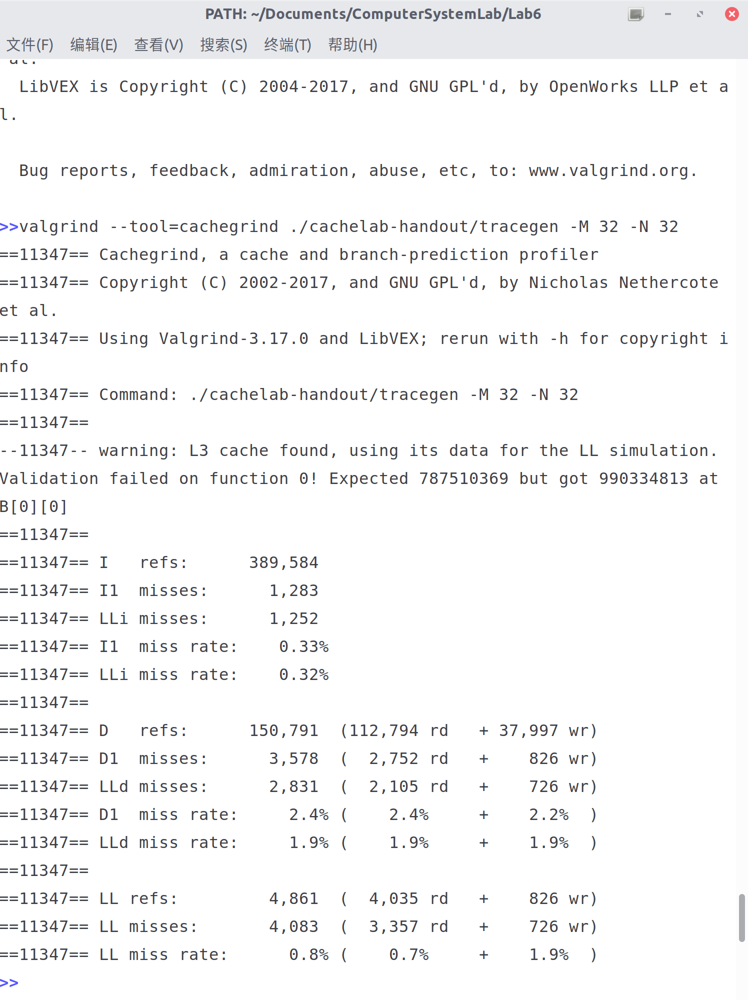 PATH: ~/Documents/ComputerSystemLab/Lab6
文件(F) 编辑(E) 查看(V) 搜索(S) 终端(T) 帮助(H)
al.
  LibVEX is Copyright (C) 2004-2017, and GNU GPL'd, by OpenWorks LLP et a
l.
  Bug reports, feedback, admiration, abuse, etc, to: www.valgrind.org.
>>valgrind --tool=cachegrind ./cachelab-handout/tracegen -M 32 -N 32
==11347== Cachegrind, a cache and branch-prediction profiler
==11347== Copyright (C) 2002-2017, and GNU GPL'd, by Nicholas Nethercote
et al.
==11347== Using Valgrind-3.17.0 and LibVEX; rerun with -h for copyright i
nfo
==11347== Command: ./cachelab-handout/tracegen -M 32 -N 32
==11347==
--11347-- warning: L3 cache found, using its data for the LL simulation.
Validation failed on function 0! Expected 787510369 but got 990334813 at
B[0][0]
==11347==
==11347== I   refs:      389,584
==11347== I1  misses:      1,283
==11347== LLi misses:      1,252
==11347== I1  miss rate:    0.33%
==11347== LLi miss rate:    0.32%
==11347==
==11347== D   refs:      150,791  (112,794 rd   + 37,997 wr)
==11347== D1  misses:      3,578  (  2,752 rd   +    826 wr)
==11347== LLd misses:      2,831  (  2,105 rd   +    726 wr)
==11347== D1  miss rate:     2.4% (    2.4%     +    2.2%  )
==11347== LLd miss rate:     1.9% (    1.9%     +    1.9%  )
==11347==
==11347== LL refs:         4,861  (  4,035 rd   +    826 wr)
==11347== LL misses:       4,083  (  3,357 rd   +    726 wr)
==11347== LL miss rate:      0.8% (    0.7%     +    1.9%  )
>>